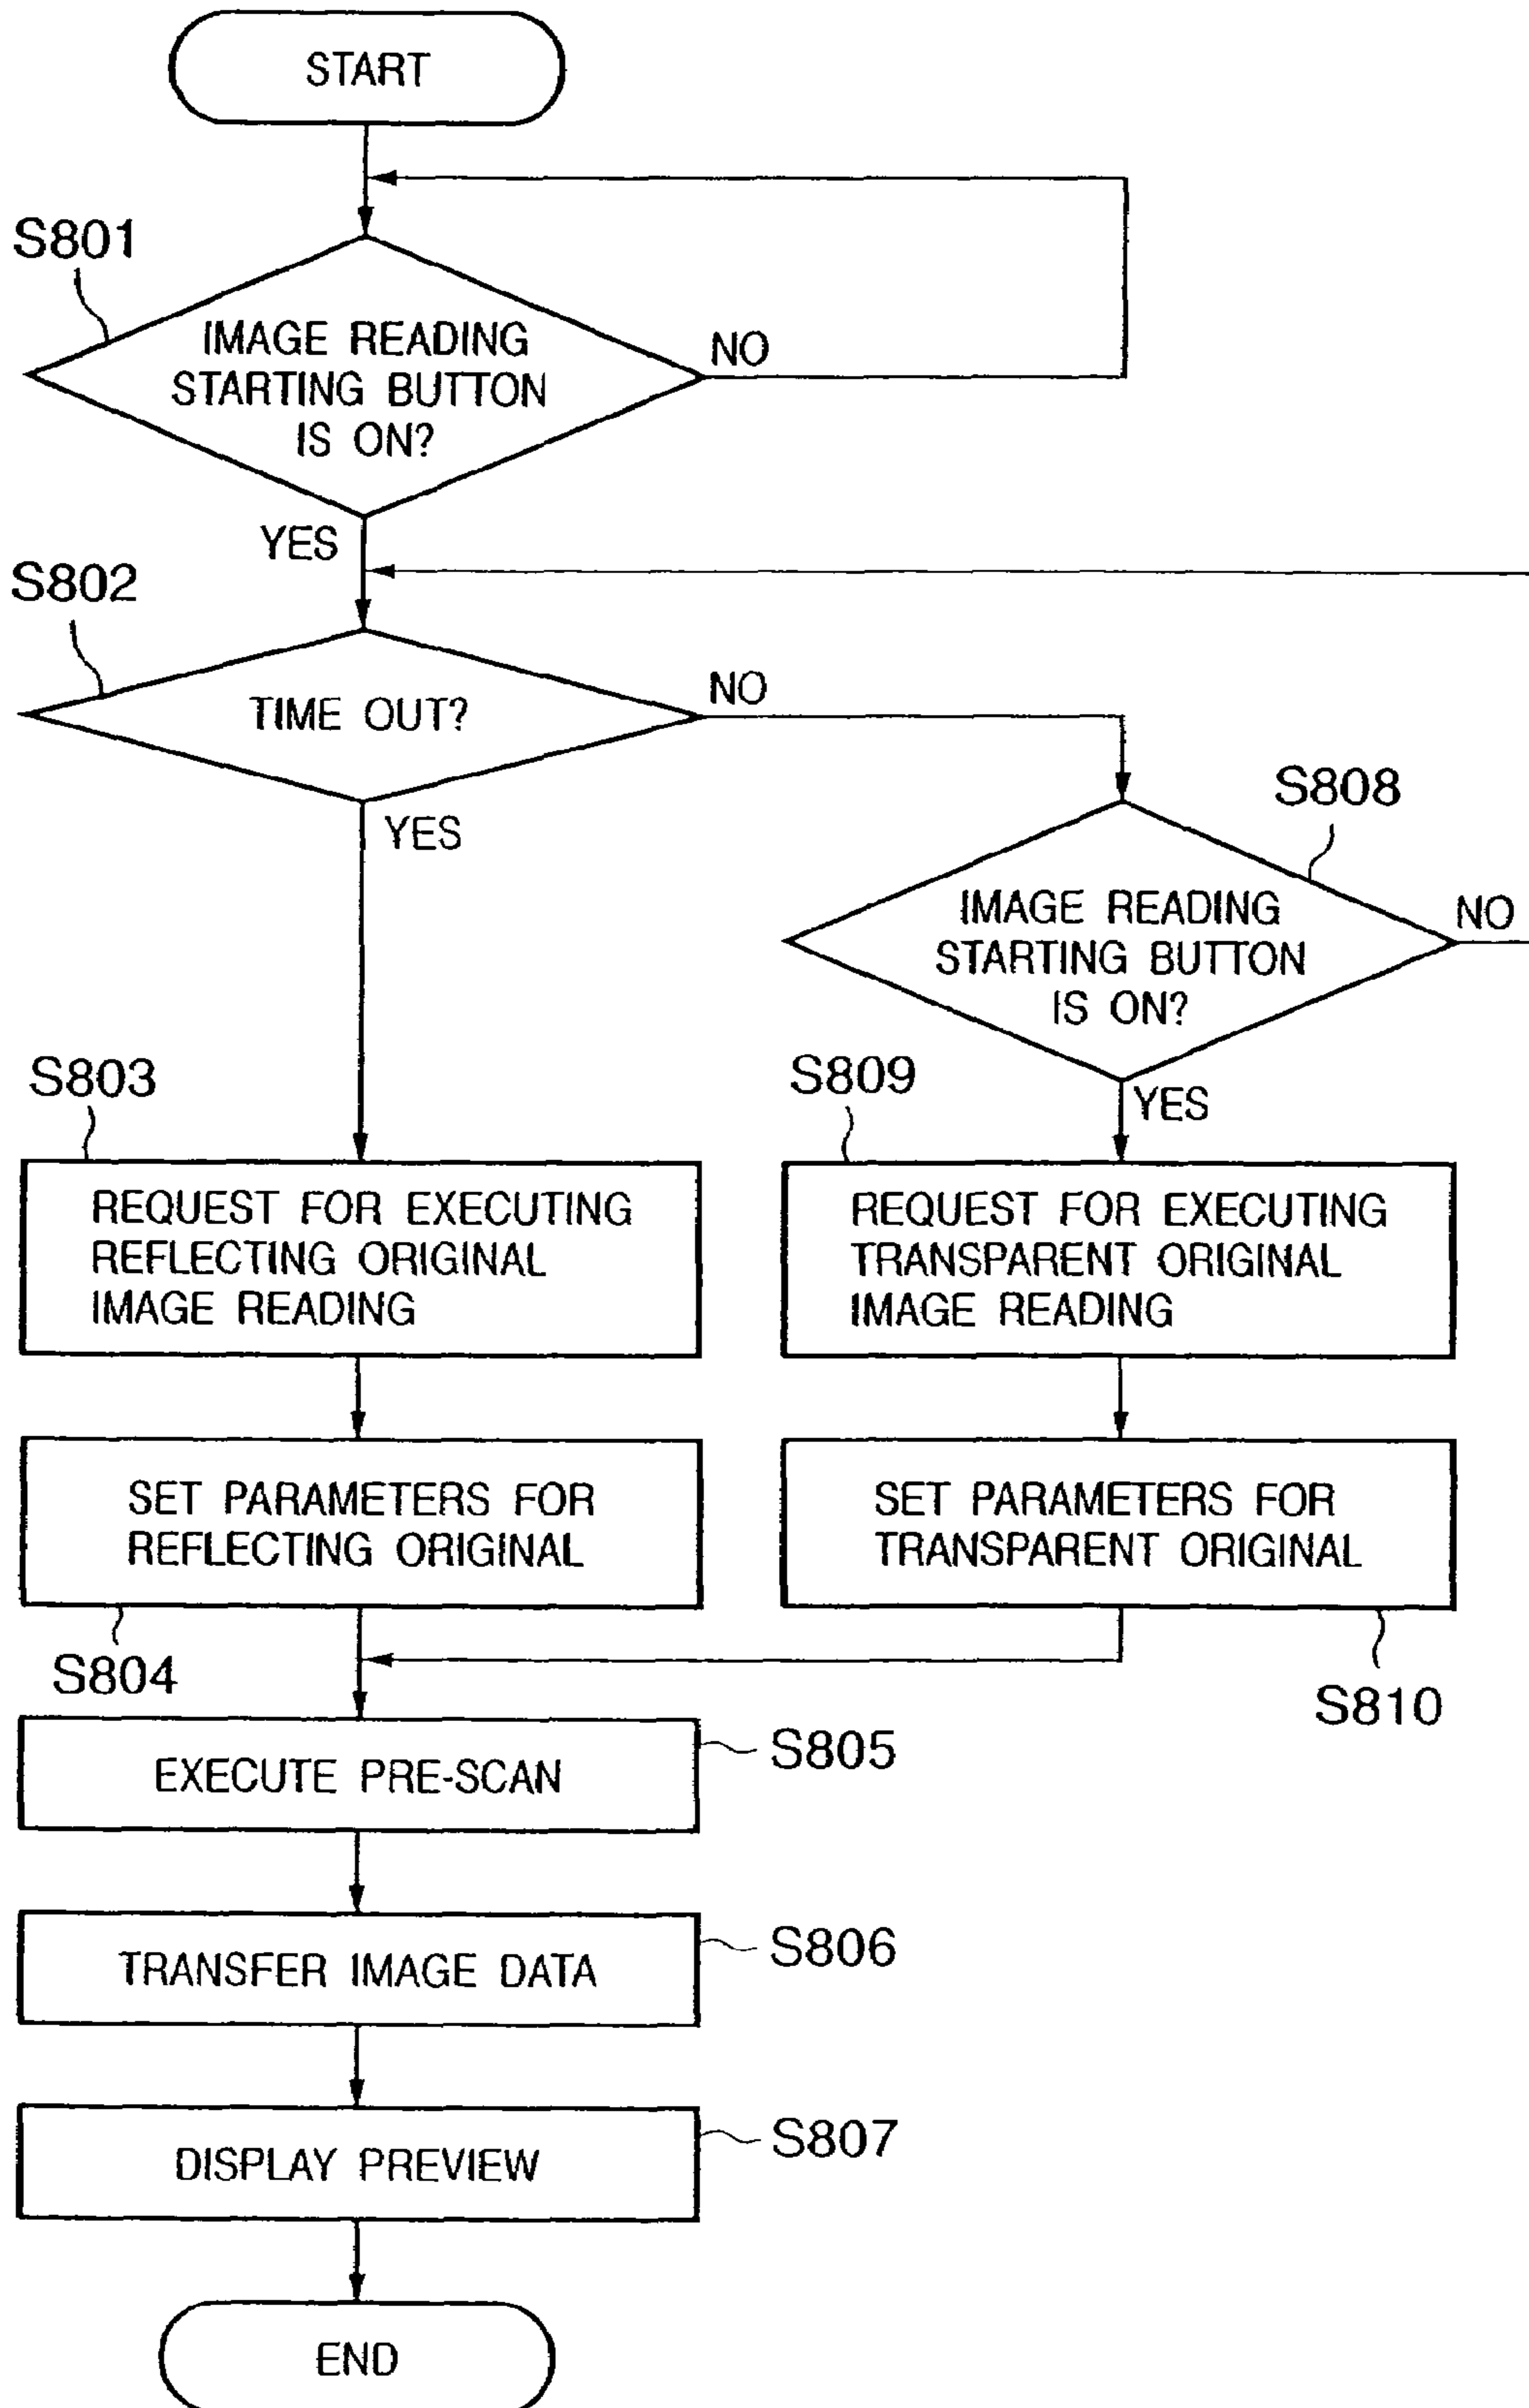 START
S801
IMAGE READING
STARTING BUTTON
IS ON?
NO
YES
S802
TIME OUT?
NO
YES
S808
IMAGE READING
STARTING BUTTON
IS ON?
NO
YES
S803
REQUEST FOR EXECUTING
REFLECTING ORIGINAL
IMAGE READING
S809
REQUEST FOR EXECUTING
TRANSPARENT ORIGINAL
IMAGE READING
SET PARAMETERS FOR
REFLECTING ORIGINAL
S804
SET PARAMETERS FOR
TRANSPARENT ORIGINAL
S810
EXECUTE PRE-SCAN
S805
TRANSFER IMAGE DATA
S806
DISPLAY PREVIEW
S807
END